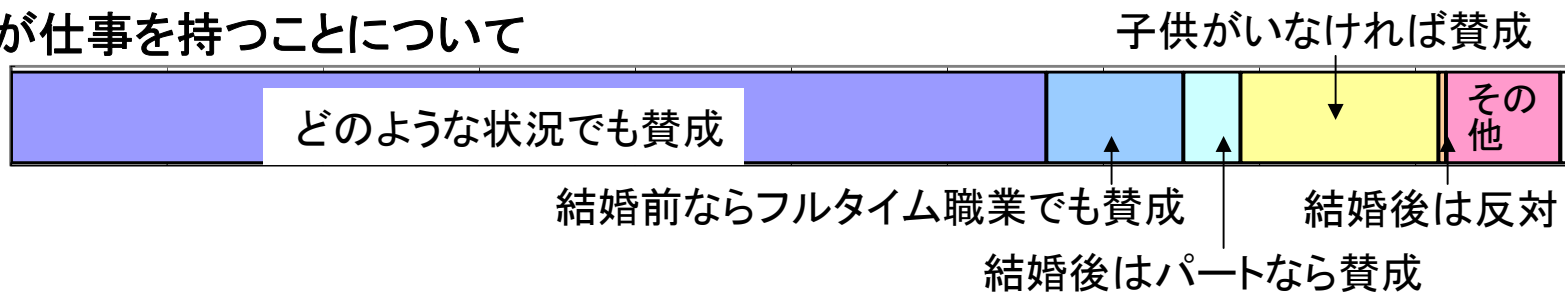 が仕事を持つことについて
子供がいなければ賛成
どのような状況でも賛成
その
他
結婚前ならフルタイム職業でも賛成
結婚後は反対
結婚後はパートなら賛成